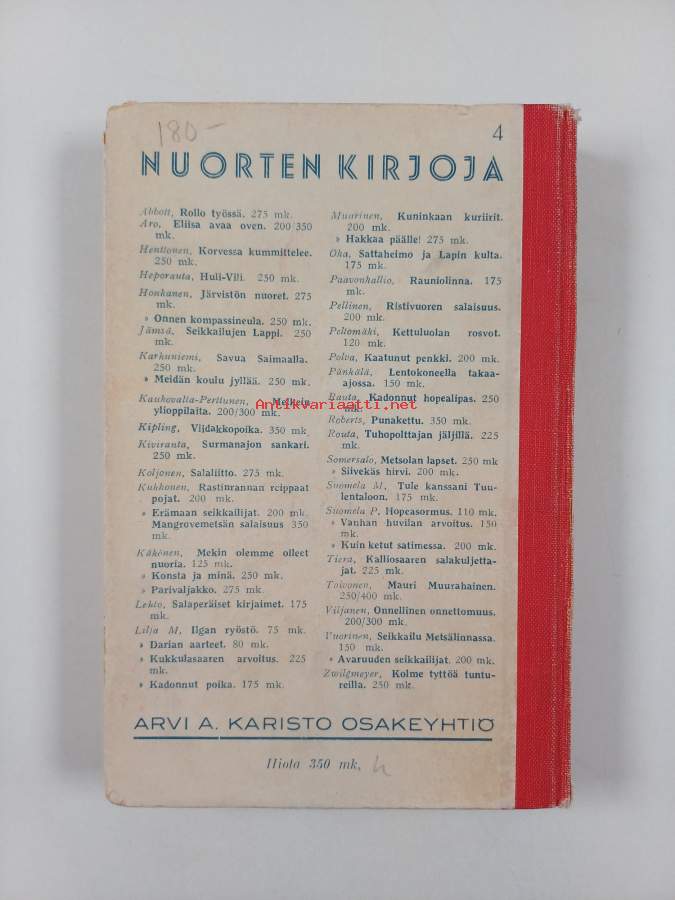 180-
4
NUORTEN KIRJOJA
Abbott, Rollo työssä. 275 mk.
Aro, Eliisa avaa oven. 200/350
mk.
Henttonen, Korvessa kummittelee.
250 mk.
Heporauta, Huli-Vili. 250 mk.
Honkanen, Järvistön nuoret. 275
mk.
» Onnen kompassineula. 250 mk.
Jämsä, Seikkailujen Lappi. 250
mk.
Karhuniemi, Savua Saimaalla.
250 mk.
» Meidän koulu jyllää. 250 mk.
Kauhovalta-Perttunen, Melkein
ylioppilaita. 200/300 mk.
Kipling, Viidakkopoika. 350 mk.
Kiviranta, Surmanajon sankari.
250 mk.
Koljonen, Salaliitto. 275 mk.
Kuhkonen, Rastinrannan reippaat
pojat. 200 mk.
» Erämaan seikkailijat. 200 mk.
Mangrovemetsän salaisuus 350
mk.
Käkönen, Mekin olemme olleet
nuoria. 125 mk.
» Konsta ja minä. 250 mk.
» Parivaljakko. 275 mk.
Lehto, Salaperäiset kirjaimet. 175
mk.
Lilja M, Ilgan ryöstö. 75 mk.
» Darian aarteet. 80 mk.
» Kukkulasaaren arvoitus. 225
mk.
» Kadonnut poika. 175 mk.
Muurinen, Kuninkaan kuriirit.
200 mk.
» Hakkaa päälle! 275 mk.
Oha, Sattaheimo ja Lapin kulta.
175 mk.
Paavonkallio, Rauniolinna. 175
mk.
Pellinen, Ristivuoren salaisuus.
200 mk.
Peltomäki, Kettuluolan rosvot.
120 mk.
Polva, Kaatunut penkki. 200 mk.
Pänkälä, Lentokoneella takaa-
ajossa. 150 mk.
Rauta, Kadonnut hopealipas. 250
mk.
Roberts, Punakettu. 350 mk.
Routa, Tuhopolttajan jäljillä. 225
mk.
Somersalo, Metsolan lapset. 250 mk
» Siivekäs hirvi. 200 mk.
Suomela M, Tule kanssani Tuu-
lentaloon. 175 mk.
Suomela P, Hopeasormus. 110 mk.
» Vanhan huvilan arvoitus. 150
mk.
» Kuin ketut satimessa. 200 mk.
Tiera, Kalliosaaren salakuljetta-
jat. 225 mk.
Toivonen, Mauri Muurahainen.
250/400 mk.
Viljanen, Onnellinen onnettomuus.
200/300 mk.
Vuorinen, Seikkailu Metsälinnassa.
150 mk.
» Avaruuden seikkailijat. 200 mk.
Zwilgmeyer, Kolme tyttöä tuntu-
reilla. 250 mk.
Antikvariaatti.net
ARVI A. KARISTO OSAKEYHTIÖ
Hinta 350 mk.